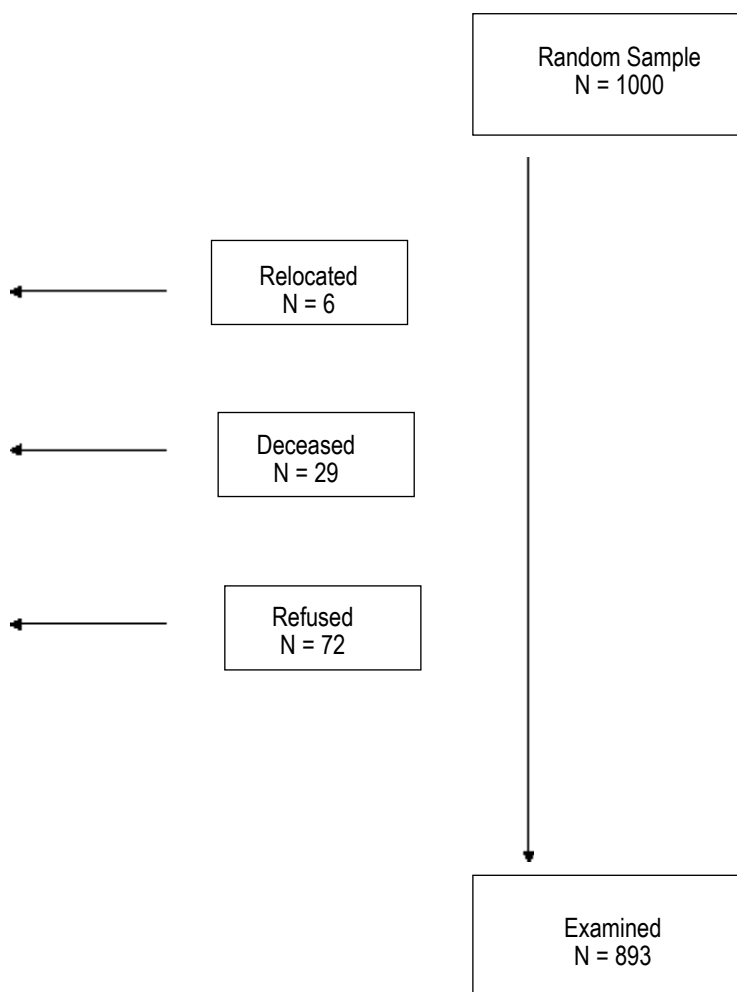 Random Sample
N = 1000
Relocated
N = 6
Deceased
N = 29
Refused
N = 72
Examined
N = 893